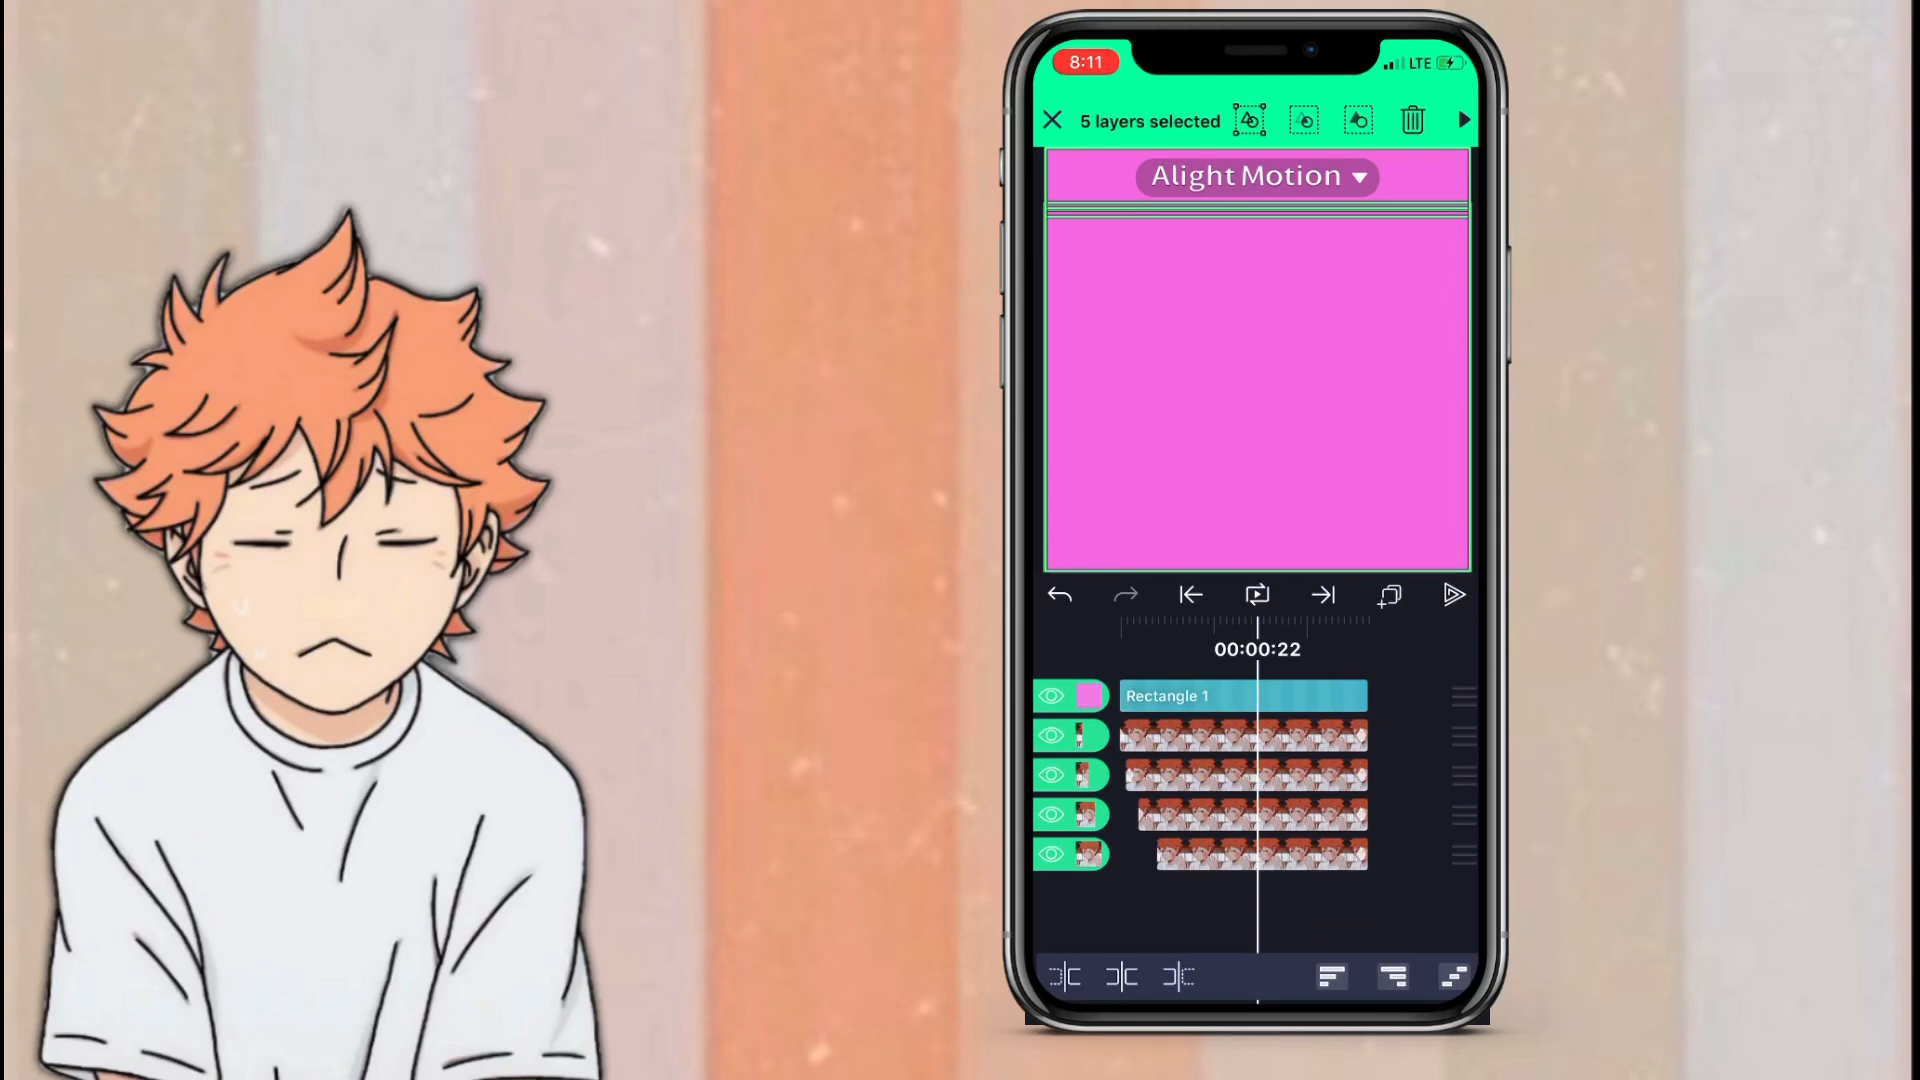 8:11
LTE
5 layers selected
Alight Motion
00:00:22
Rectangle 1